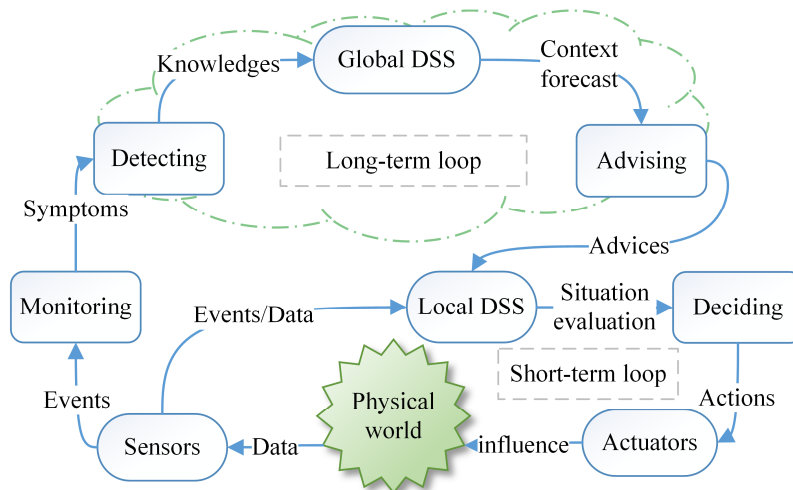 Global DSS
Knowledges
Context
forecast
Detecting
Long-term loop
Advising
Symptoms
Advices
Monitoring
Events/Data
Local DSS
Situation
evaluation
Deciding
Short-term loop
Physical
world
Events
Actions
Sensors
Data
influence
Actuators